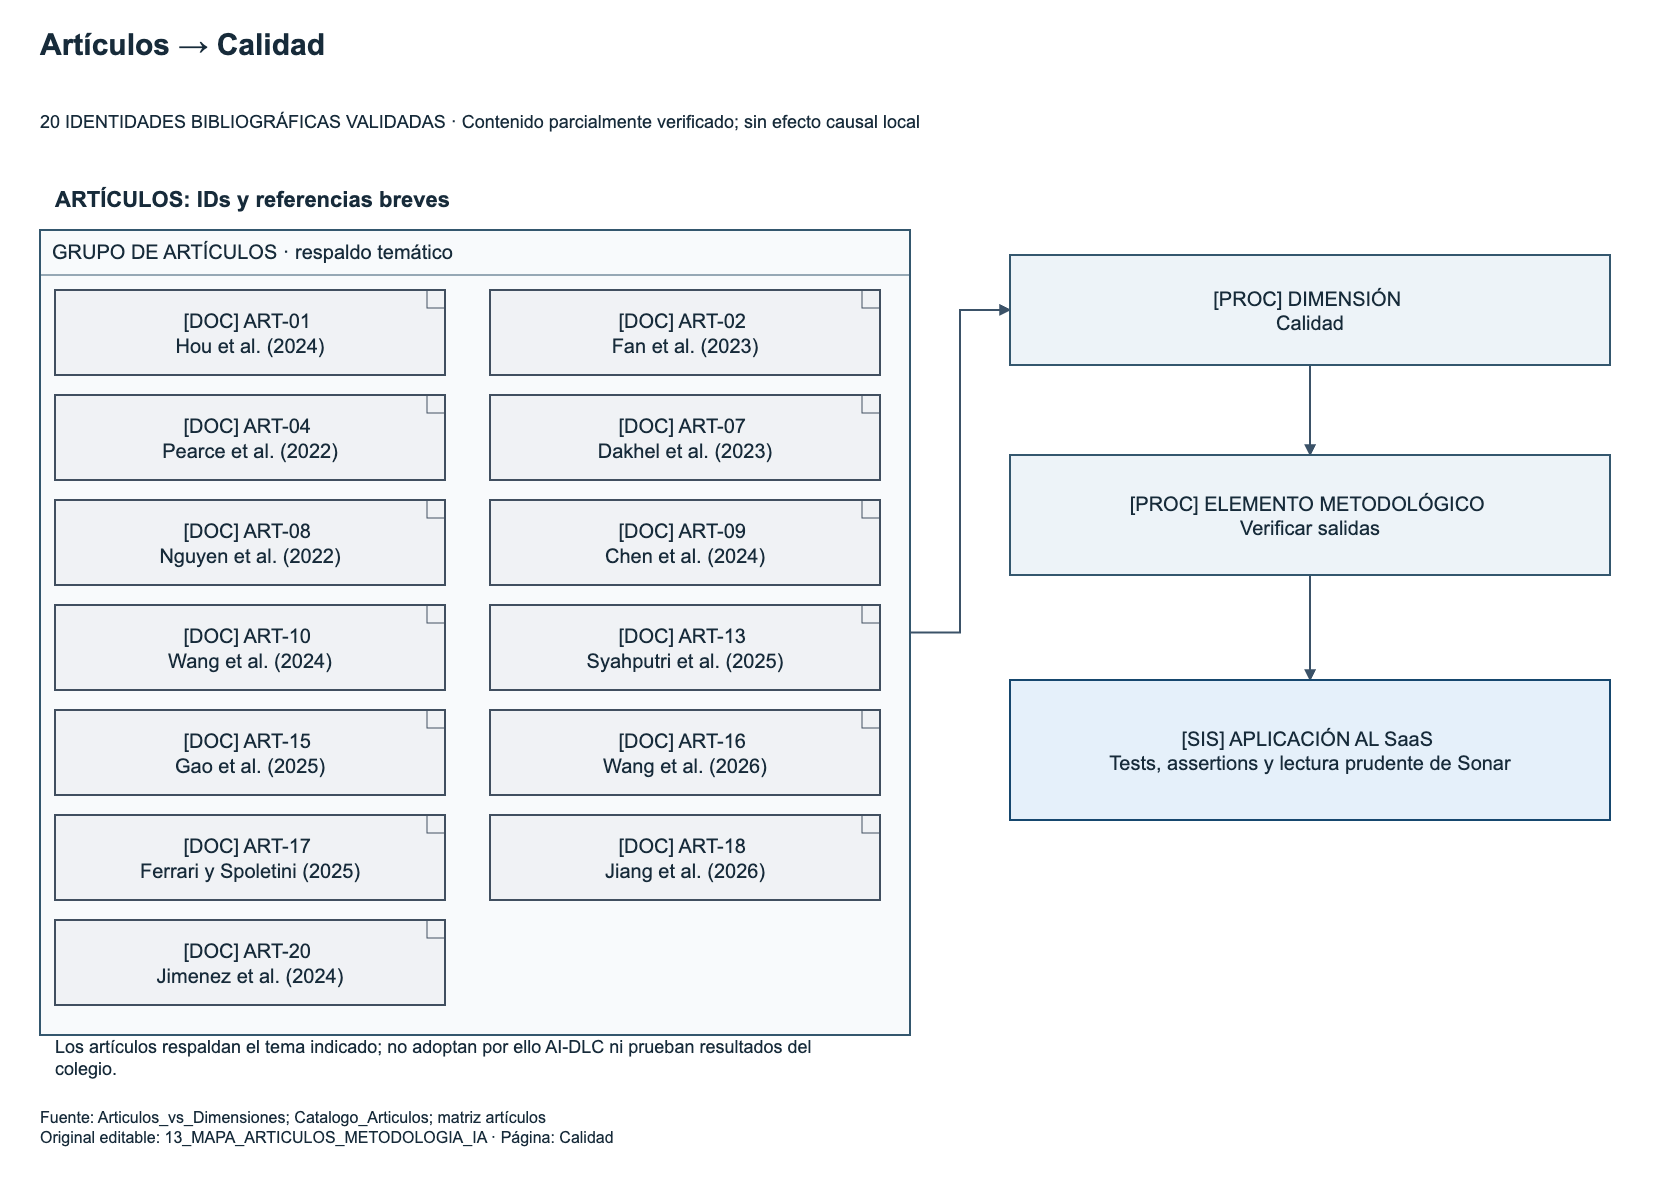 Artículos → Calidad
20 IDENTIDADES BIBLIOGRÁFICAS VALIDADAS · Contenido parcialmente verificado; sin efecto causal local
ARTÍCULOS: IDs y referencias breves
GRUPO DE ARTÍCULOS · respaldo temático
[DOC] ART-01
Hou et al. (2024)
[DOC] ART-02
Fan et al. (2023)
[DOC] ART-04
Pearce et al. (2022)
[DOC] ART-07
Dakhel et al. (2023)
[DOC] ART-08
Nguyen et al. (2022)
[DOC] ART-09
Chen et al. (2024)
[DOC] ART-10
Wang et al. (2024)
[DOC] ART-13
Syahputri et al. (2025)
[DOC] ART-15
Gao et al. (2025)
[DOC] ART-16
Wang et al. (2026)
[DOC] ART-17
Ferrari y Spoletini (2025)
[DOC] ART-18
Jiang et al. (2026)
[DOC] ART-20
Jimenez et al. (2024)
[PROC] DIMENSIÓN
Calidad
[PROC] ELEMENTO METODOLÓGICO
Verificar salidas
[SIS] APLICACIÓN AL SaaS
Tests, assertions y lectura prudente de Sonar
Los artículos respaldan el tema indicado; no adoptan por ello AI-DLC ni prueban resultados del
colegio.
Fuente: Articulos_vs_Dimensiones; Catalogo_Articulos; matriz artículos
Original editable: 13_MAPA_ARTICULOS_METODOLOGIA_IA · Página: Calidad